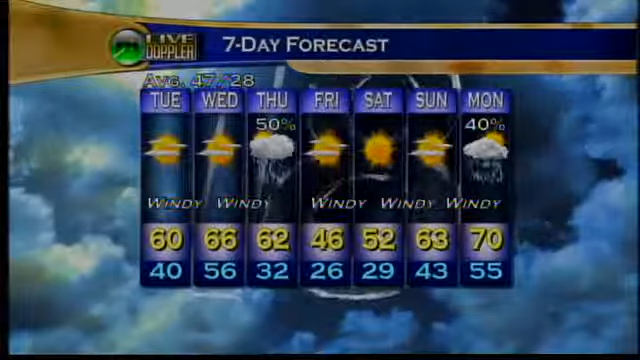 LIVE
DOPPLER
7-DAY FORECAST
AVG. 47/28
TUE WED THU FRI SAT SUN MON
50% 40%
WINDY WINDY WINDY WINDY WINDY
60 66 62 46 52 63 70
40 56 32 26 29 43 55